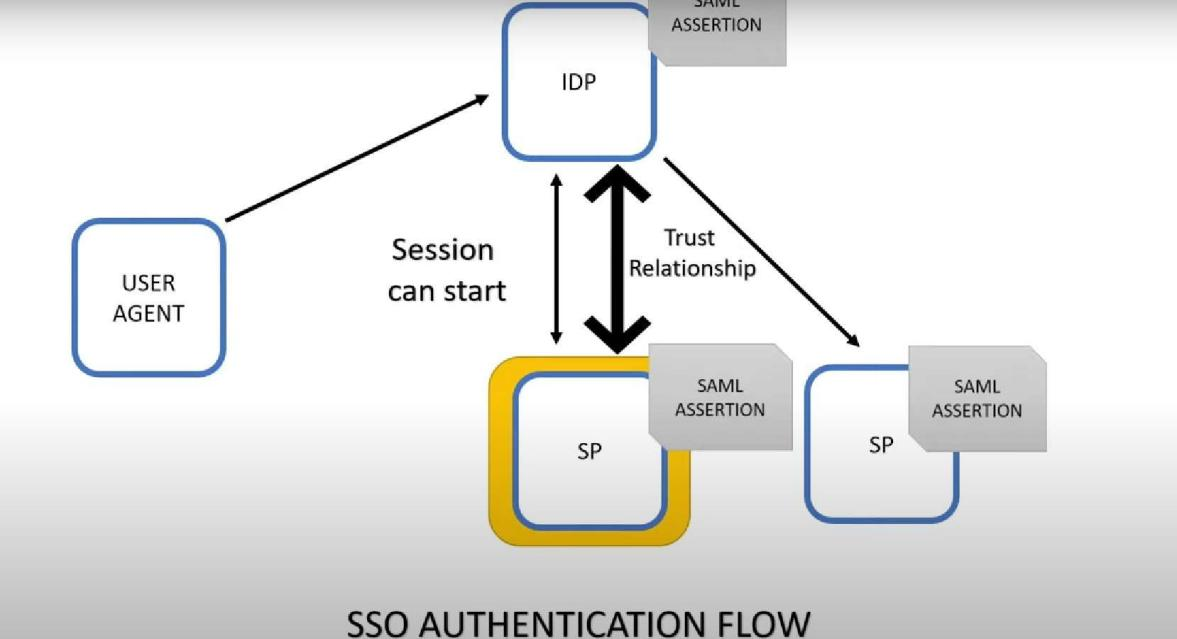 SAML
ASSERTION
IDP
Session
can start
Trust
Relationship
USER
AGENT
SAML
ASSERTION
SP
SAML
ASSERTION
SP
SSO AUTHENTICATION FLOW